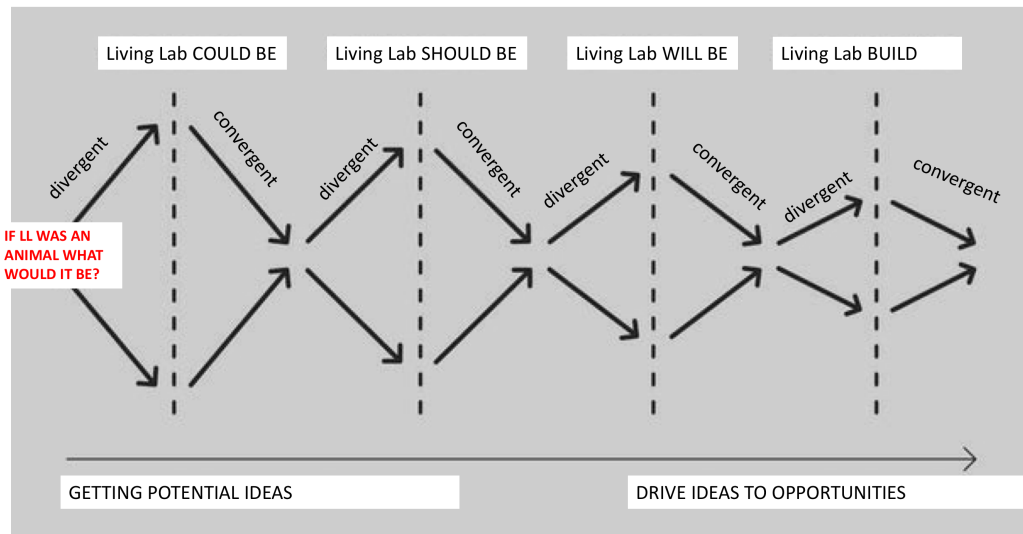 Living Lab COULD BE
Living Lab SHOULD BE
Living Lab WILL BE
Living Lab BUILD
divergent
convergent
divergent
convergent
divergent
convergent
divergent
convergent
IF LL WAS AN
ANIMAL WHAT
WOULD IT BE?
GETTING POTENTIAL IDEAS
DRIVE IDEAS TO OPPORTUNITIES